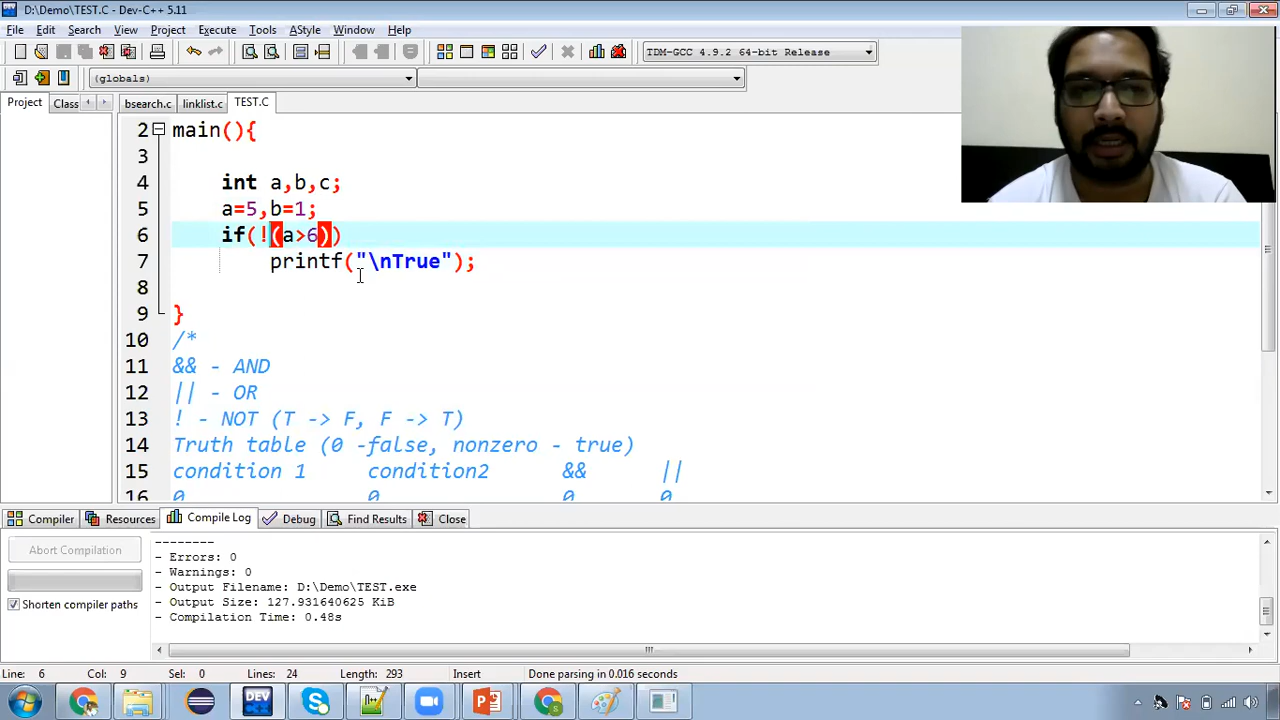 D:\Demo\TEST.C - Dev-C++ 5.11
File Edit Search View Project Execute Tools AStyle Window Help
TDM-GCC 4.9.2 64-bit Release
(globals)
Project Class bsearch.c linklist.c TEST.C
2 main(){
3
4 int a,b,c;
5 a=5,b=1;
6 if(!(a>6))
7 printf("\nTrue");
8
9 }
10 /*
11 && - AND
12 || - OR
13 ! - NOT (T -> F, F -> T)
14 Truth table (0 -false, nonzero - true)
15 condition 1 condition2 && ||
16 0 0 0 0
Compiler Resources Compile Log Debug Find Results Close
Abort Compilation
Shorten compiler paths
--------
- Errors: 0
- Warnings: 0
- Output Filename: D:\Demo\TEST.exe
- Output Size: 127.931640625 KiB
- Compilation Time: 0.48s
Line: 6 Col: 9 Sel: 0 Lines: 24 Length: 293 Insert Done parsing in 0.016 seconds
DEV